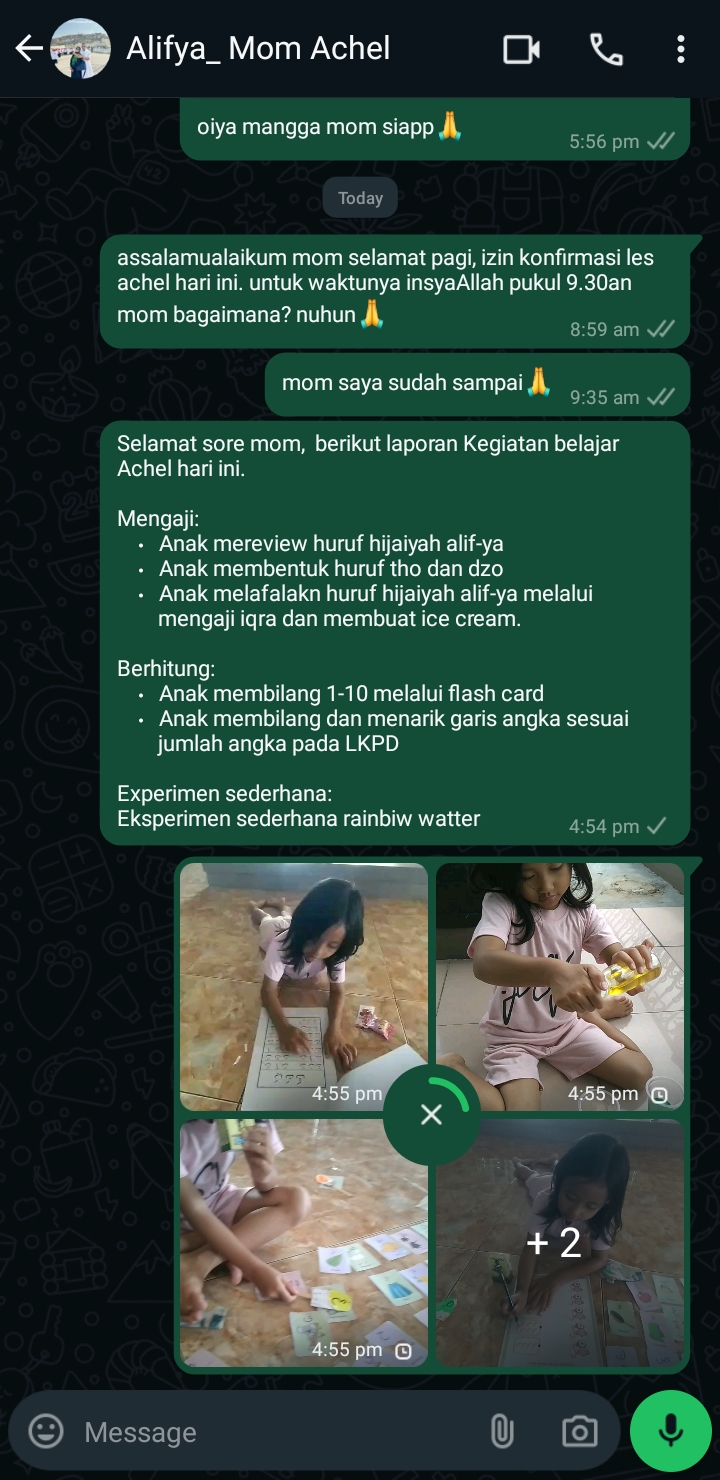 Alifya_ Mom Achel
oiya mangga mom siapp🙏
5:56 pm
Today
assalamualaikum mom selamat pagi, izin konfirmasi les
achel hari ini. untuk waktunya insyaAllah pukul 9.30an
mom bagaimana? nuhun🙏
8:59 am
mom saya sudah sampai🙏
9:35 am
Selamat sore mom,  berikut laporan Kegiatan belajar
Achel hari ini.
Mengaji:
• Anak mereview huruf hijaiyah alif-ya
• Anak membentuk huruf tho dan dzo
• Anak melafalakn huruf hijaiyah alif-ya melalui
mengaji iqra dan membuat ice cream.
Berhitung:
• Anak membilang 1-10 melalui flash card
• Anak membilang dan menarik garis angka sesuai
jumlah angka pada LKPD
Experimen sederhana:
Eksperimen sederhana rainbiw watter
4:54 pm
4:55 pm
4:55 pm
4:55 pm
+ 2
Message